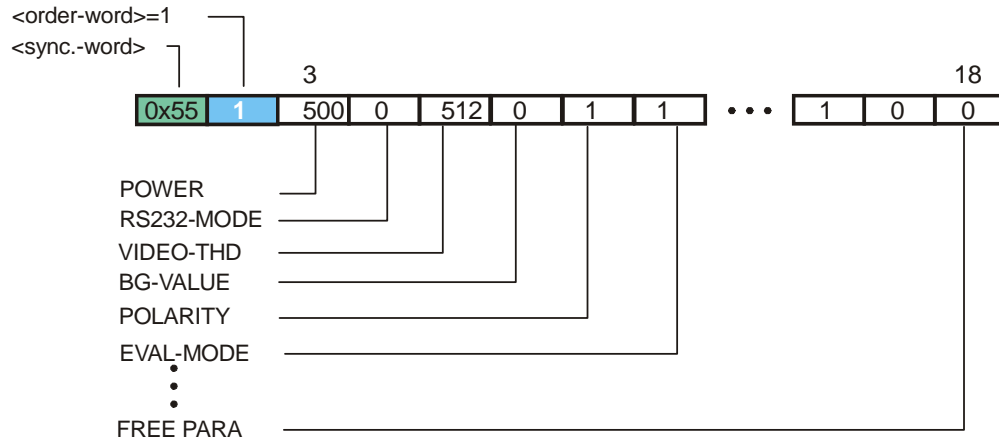 <order-word>=1
<sync.-word>
3 18
0x55 1 500 0 512 0 1 1 1 0 0
POWER
RS232-MODE
VIDEO-THD
BG-VALUE
POLARITY
EVAL-MODE
FREE PARA